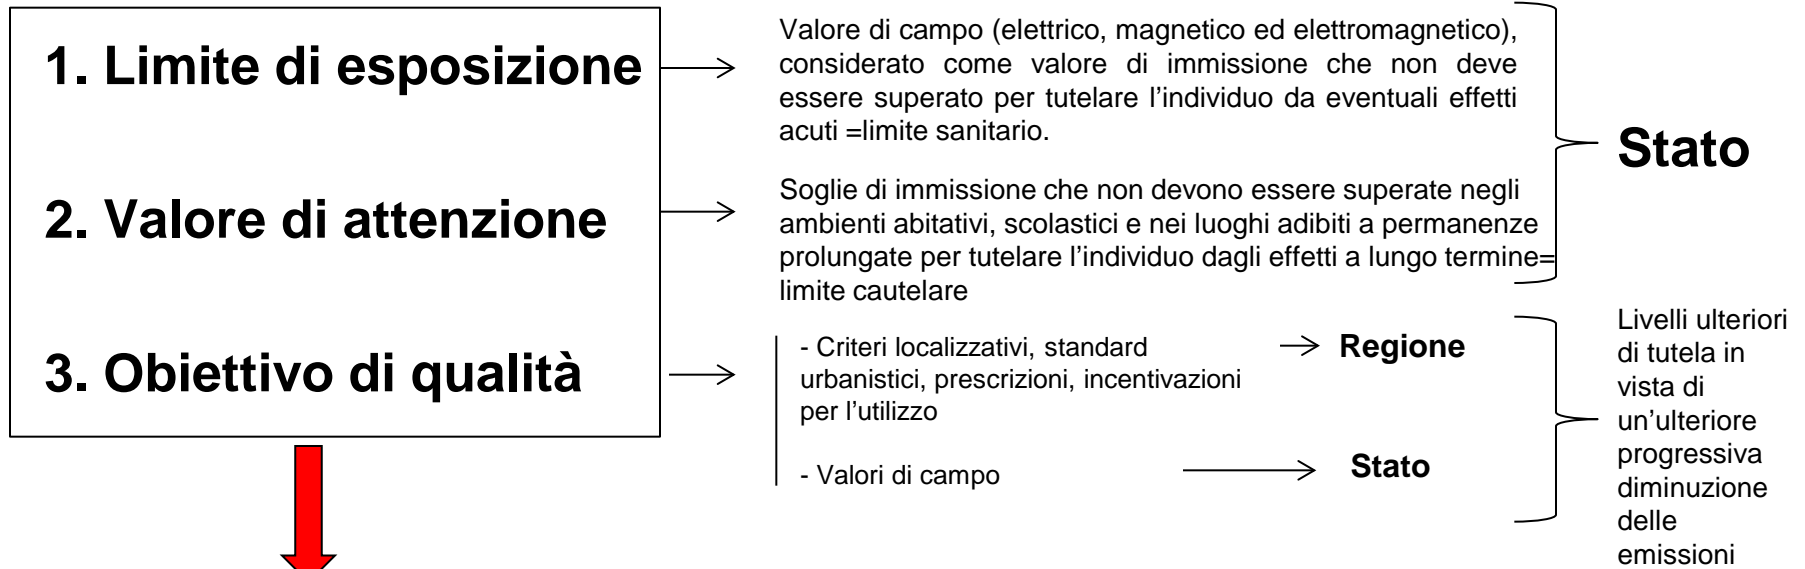 1. Limite di esposizione
Valore di campo (elettrico, magnetico ed elettromagnetico),
considerato come valore di immissione che non deve
essere superato per tutelare l’individuo da eventuali effetti
acuti =limite sanitario.
2. Valore di attenzione
Soglie di immissione che non devono essere superate negli
ambienti abitativi, scolastici e nei luoghi adibiti a permanenze
prolungate per tutelare l’individuo dagli effetti a lungo termine=
limite cautelare
Stato
3. Obiettivo di qualità
- Criteri localizzativi, standard
urbanistici, prescrizioni, incentivazioni
per l’utilizzo
Regione
- Valori di campo
Stato
Livelli ulteriori
di tutela in
vista di
un’ulteriore
progressiva
diminuzione
delle
emissioni